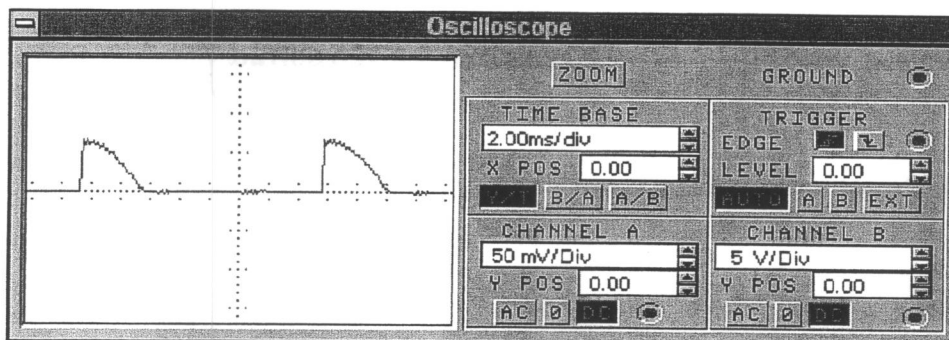 Oscilloscope
ZOOM GROUND
TIME BASE
2.00ms/div
X POS 0.00
Y/T B/A A/B
TRIGGER
EDGE
LEVEL 0.00
AUTO A B EXT
CHANNEL A
50 mV/Div
Y POS 0.00
AC 0 DC
CHANNEL B
5 V/Div
Y POS 0.00
AC 0 DC